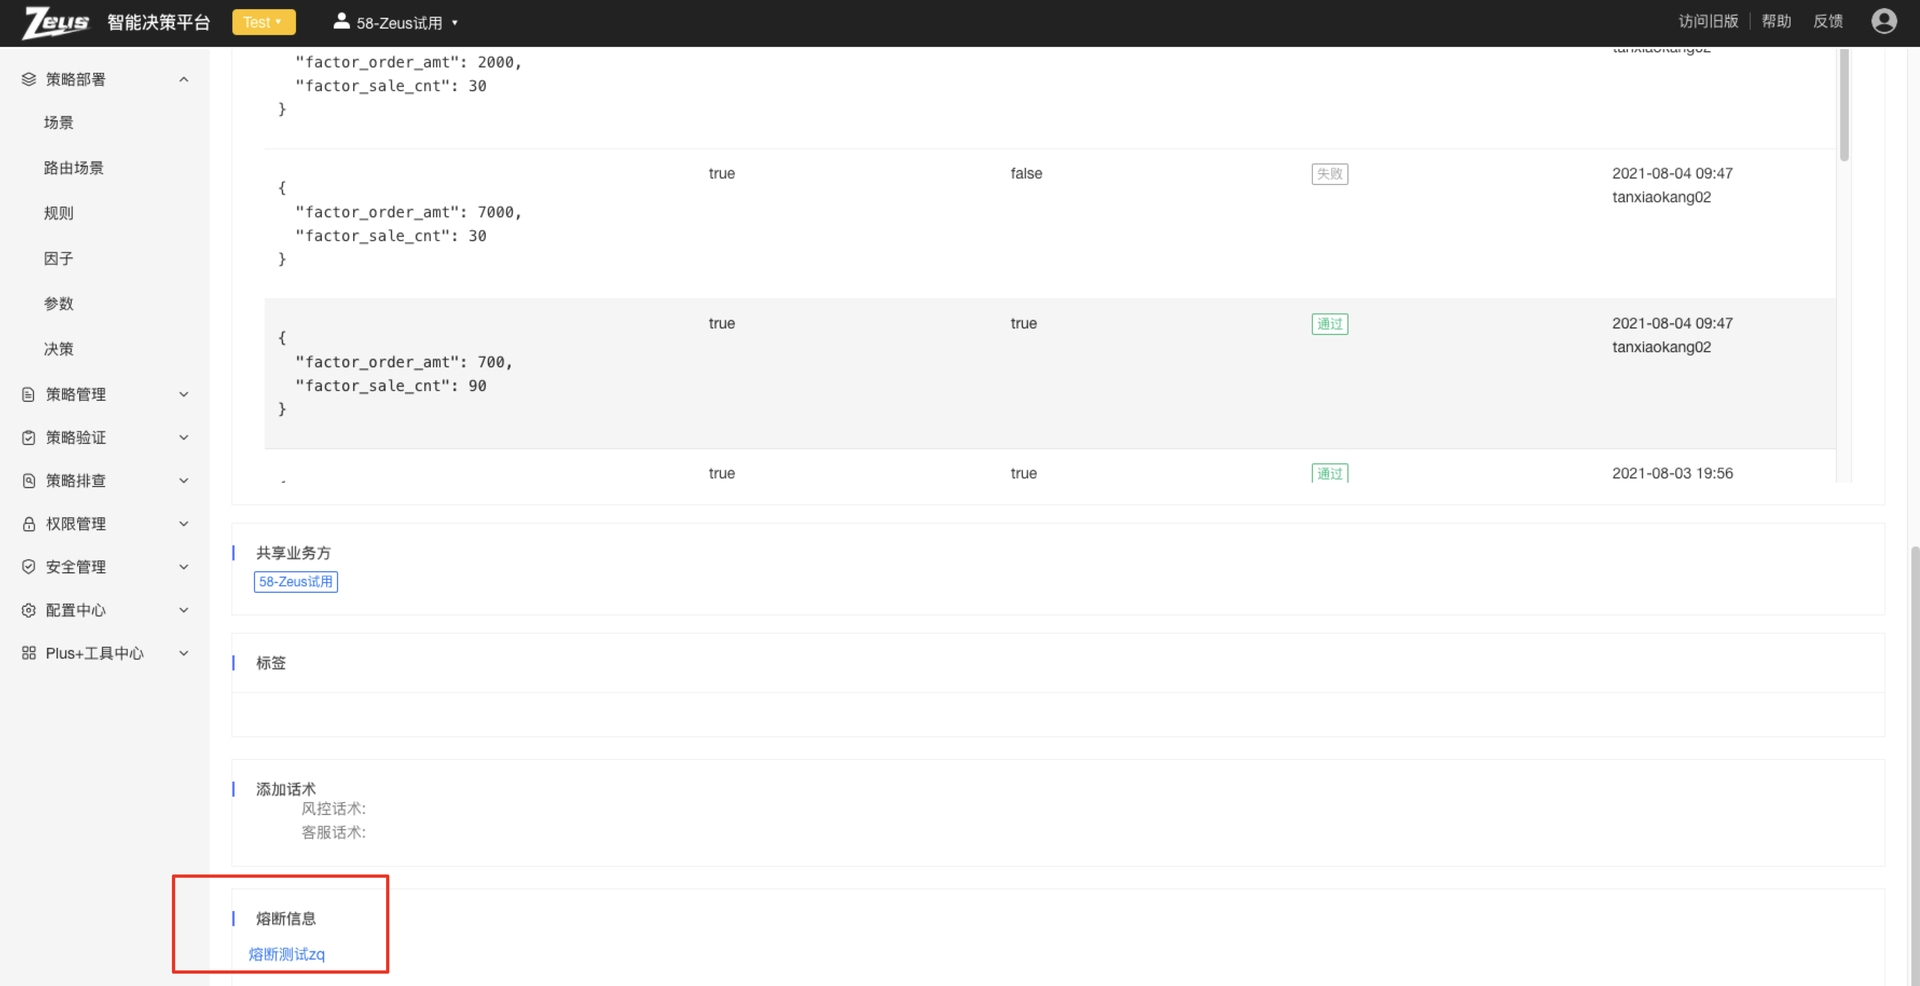 Zeus 智能决策平台 Test 58-Zeus试用 访问旧版 帮助 反馈
策略部署
场景
路由场景
规则
因子
参数
决策
策略管理
策略验证
策略排查
权限管理
安全管理
配置中心
Plus+工具中心
tanxiaokang02
"factor_order_amt": 2000,
"factor_sale_cnt": 30
}
true false 失败 2021-08-04 09:47
tanxiaokang02
{
"factor_order_amt": 7000,
"factor_sale_cnt": 30
}
true true 通过 2021-08-04 09:47
tanxiaokang02
{
"factor_order_amt": 700,
"factor_sale_cnt": 90
}
true true 通过 2021-08-03 19:56
共享业务方
58-Zeus试用
标签
添加话术
风控话术:
客服话术:
熔断信息
熔断测试zq